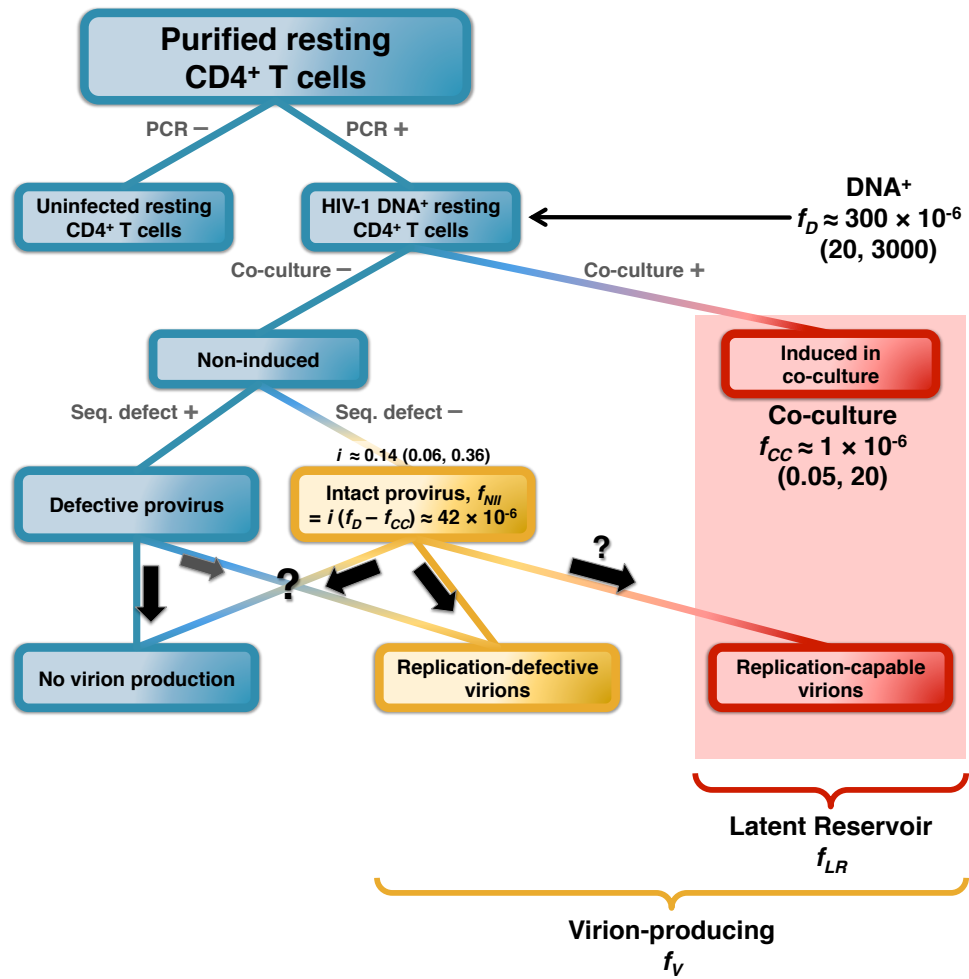 Purified resting
CD4⁺ T cells
PCR −
PCR +
Uninfected resting
CD4⁺ T cells
HIV-1 DNA⁺ resting
CD4⁺ T cells
DNA⁺
f_D ≈ 300 × 10⁻⁶
(20, 3000)
Co-culture −
Co-culture +
Non-induced
Induced in
co-culture
Seq. defect +
Seq. defect −
Co-culture
f_CC ≈ 1 × 10⁻⁶
(0.05, 20)
i ≈ 0.14 (0.06, 0.36)
Defective provirus
Intact provirus, f_NII
= i (f_D – f_CC) ≈ 42 × 10⁻⁶
?
?
No virion production
Replication-defective
virions
Replication-capable
virions
Latent Reservoir
f_LR
Virion-producing
f_V